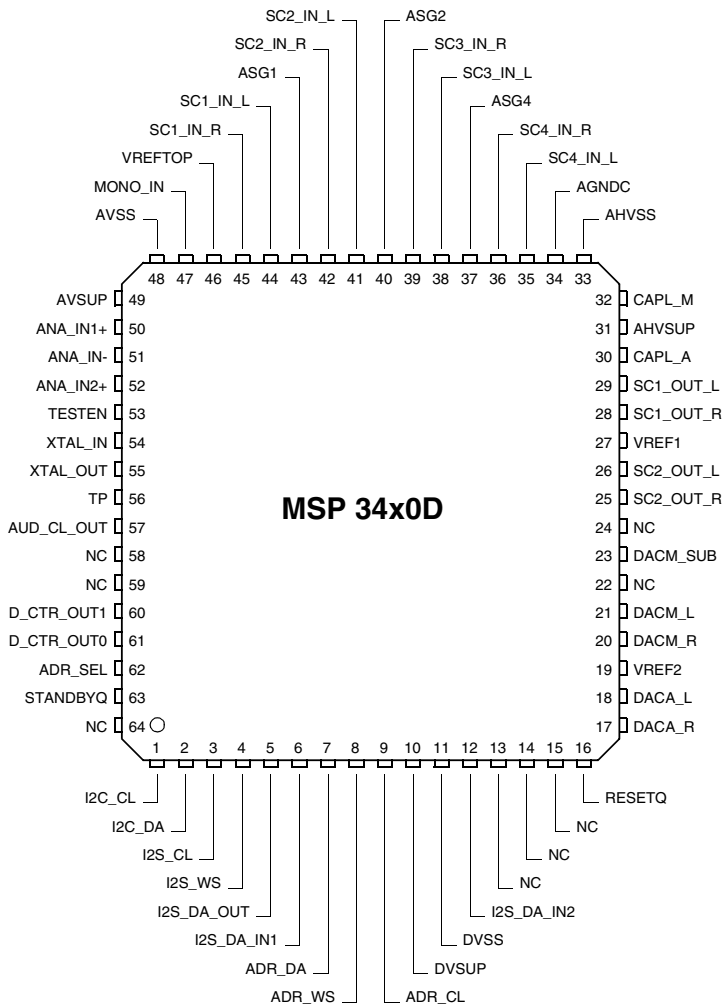 SC2_IN_L
ASG2
SC2_IN_R
SC3_IN_R
ASG1
SC3_IN_L
SC1_IN_L
ASG4
SC1_IN_R
SC4_IN_R
VREFTOP
SC4_IN_L
MONO_IN
AGNDC
AVSS
AHVSS
48 47 46 45 44 43 42 41 40 39 38 37 36 35 34 33
AVSUP 49
32 CAPL_M
ANA_IN1+ 50
31 AHVSUP
ANA_IN- 51
30 CAPL_A
ANA_IN2+ 52
29 SC1_OUT_L
TESTEN 53
28 SC1_OUT_R
XTAL_IN 54
27 VREF1
XTAL_OUT 55
26 SC2_OUT_L
TP 56
25 SC2_OUT_R
MSP 34x0D
AUD_CL_OUT 57
24 NC
NC 58
23 DACM_SUB
NC 59
22 NC
D_CTR_OUT1 60
21 DACM_L
D_CTR_OUT0 61
20 DACM_R
ADR_SEL 62
19 VREF2
STANDBYQ 63
18 DACA_L
NC 64
17 DACA_R
1 2 3 4 5 6 7 8 9 10 11 12 13 14 15 16
I2C_CL
RESETQ
I2C_DA
NC
I2S_CL
NC
I2S_WS
NC
I2S_DA_OUT
I2S_DA_IN2
I2S_DA_IN1
DVSS
ADR_DA
DVSUP
ADR_WS
ADR_CL